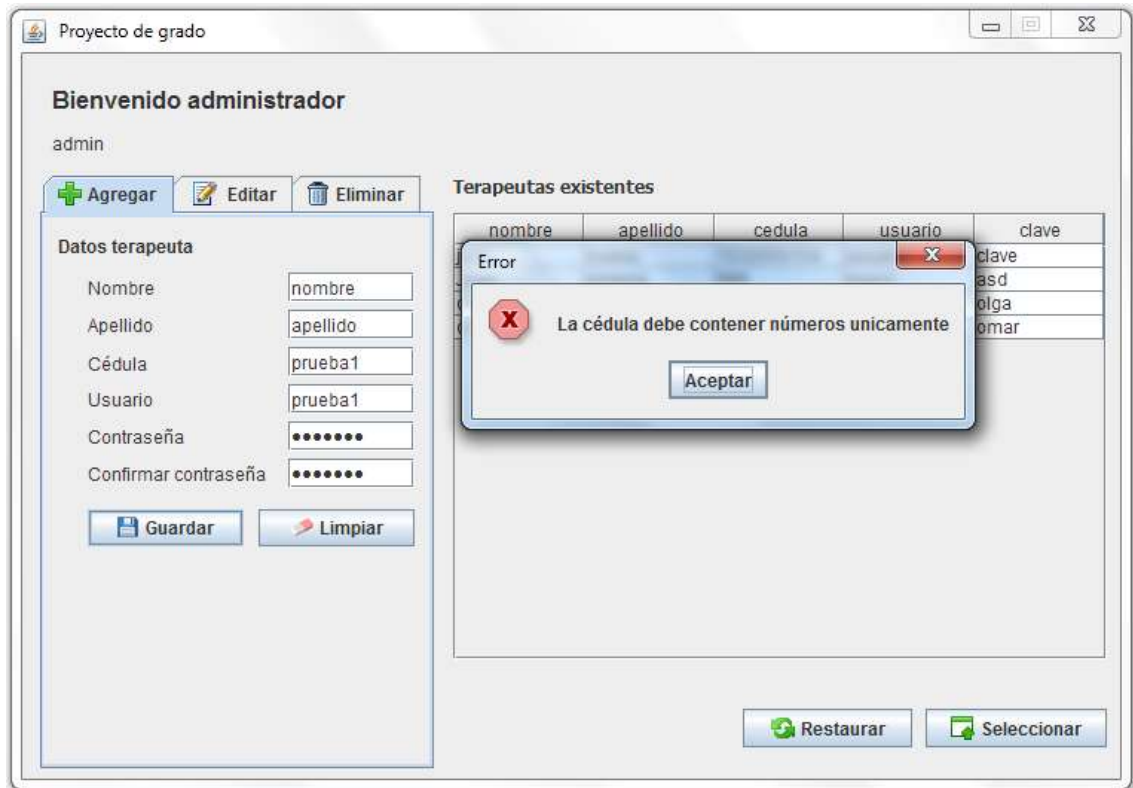 Proyecto de grado
Bienvenido administrador
admin
Agregar Editar Eliminar
Datos terapeuta
Nombre nombre
Apellido apellido
Cédula prueba1
Usuario prueba1
Contraseña •••••••
Confirmar contraseña •••••••
Guardar Limpiar
Terapeutas existentes
nombre apellido cedula usuario clave
clave
asd
olga
omar
Error
La cédula debe contener números unicamente
Aceptar
Restaurar Seleccionar